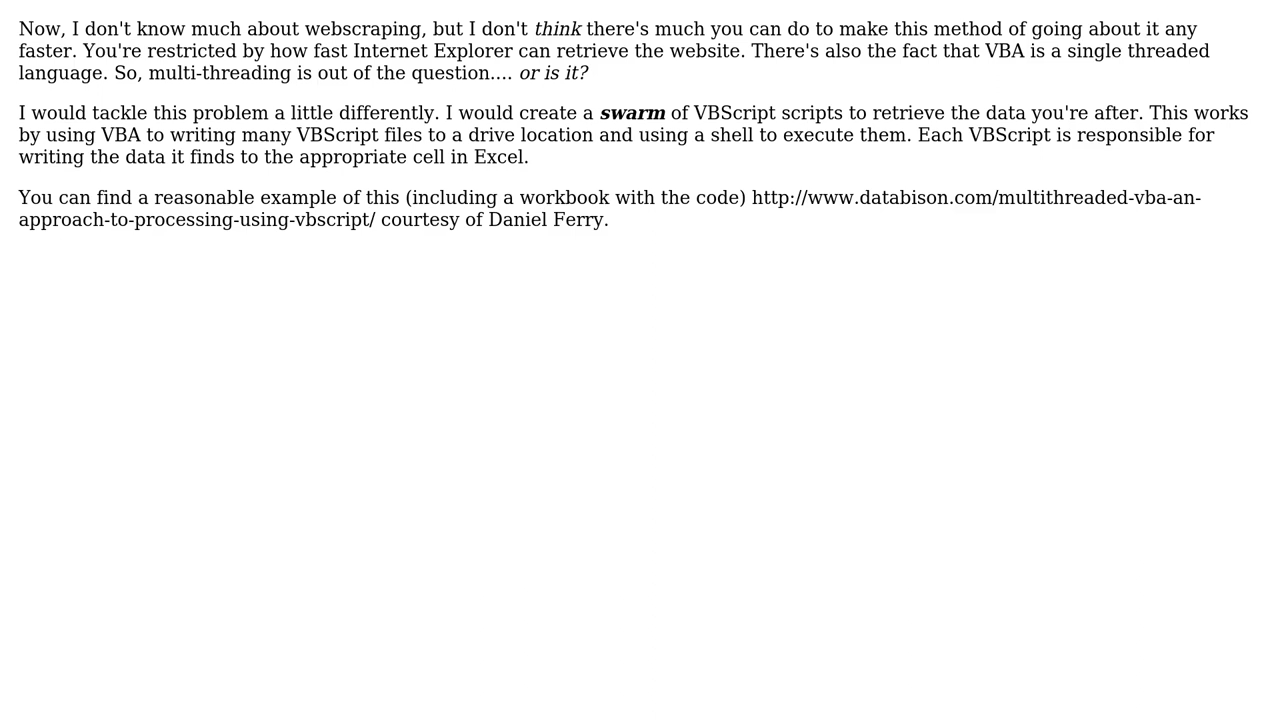 Now, I don't know much about webscraping, but I don't think there's much you can do to make this method of going about it any
faster. You're restricted by how fast Internet Explorer can retrieve the website. There's also the fact that VBA is a single threaded
language. So, multi-threading is out of the question.... or is it?
I would tackle this problem a little differently. I would create a swarm of VBScript scripts to retrieve the data you're after. This works
by using VBA to writing many VBScript files to a drive location and using a shell to execute them. Each VBScript is responsible for
writing the data it finds to the appropriate cell in Excel.
You can find a reasonable example of this (including a workbook with the code) http://www.databison.com/multithreaded-vba-an-
approach-to-processing-using-vbscript/ courtesy of Daniel Ferry.